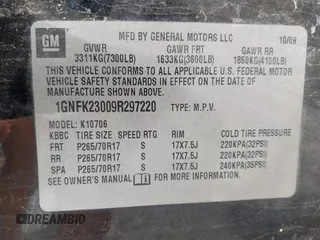 GM
MFD BY GENERAL MOTORS LLC 10/09
GVWR GAWR FRT GAWR RR
3311KG(7300LB) 1633KG(3600LB) 1860KG(4100LB)
THIS VEHICLE CONFORMS TO ALL APPLICABLE U.S. FEDERAL MOTOR
VEHICLE SAFETY STANDARDS IN EFFECT ON THE DATE OF
MANUFACTURE SHOWN ABOVE.
1GNFK23009R297220 TYPE: M.P.V.
MODEL: K10706
KBBC TIRE SIZE SPEED RTG RIM COLD TIRE PRESSURE
FRT P265/70R17 S 17X7.5J 220KPA(32PSI)
RR P265/70R17 S 17X7.5J 220KPA(32PSI)
SPA P265/70R17 S 17X7.5J 240KPA(35PSI)
SEE OWNER'S MANUAL FOR MORE INFORMATION.
DREAMBID